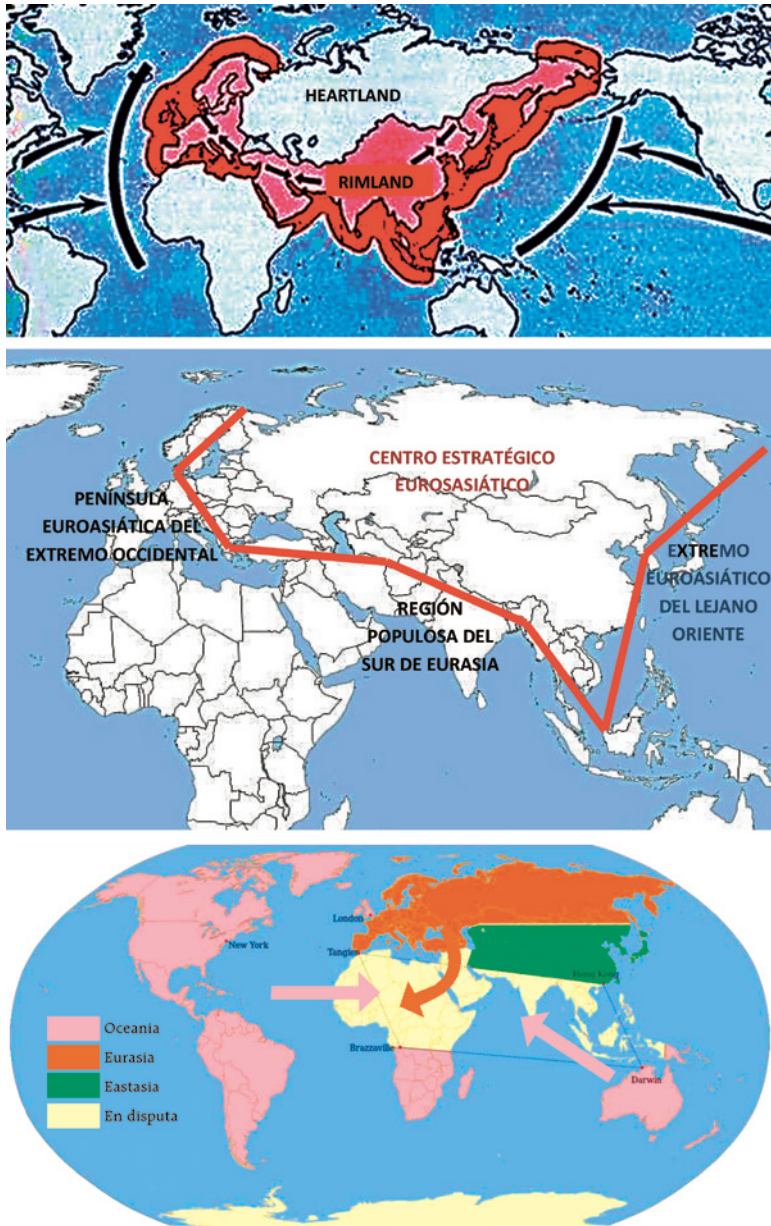 HEARTLAND
RIMLAND
CENTRO ESTRATÉGICO
EUROSASIÁTICO
PENÍNSULA
EUROASIÁTICA DEL
EXTREMO OCCIDENTAL
EXTREMO
EUROASIÁTICO
DEL LEJANO
ORIENTE
REGIÓN
POPULOSA DEL
SUR DE EURASIA
London
New York
Tangier
Hong Kong
Brazzaville
Darwin
Oceania
Eurasia
Eastasia
En disputa